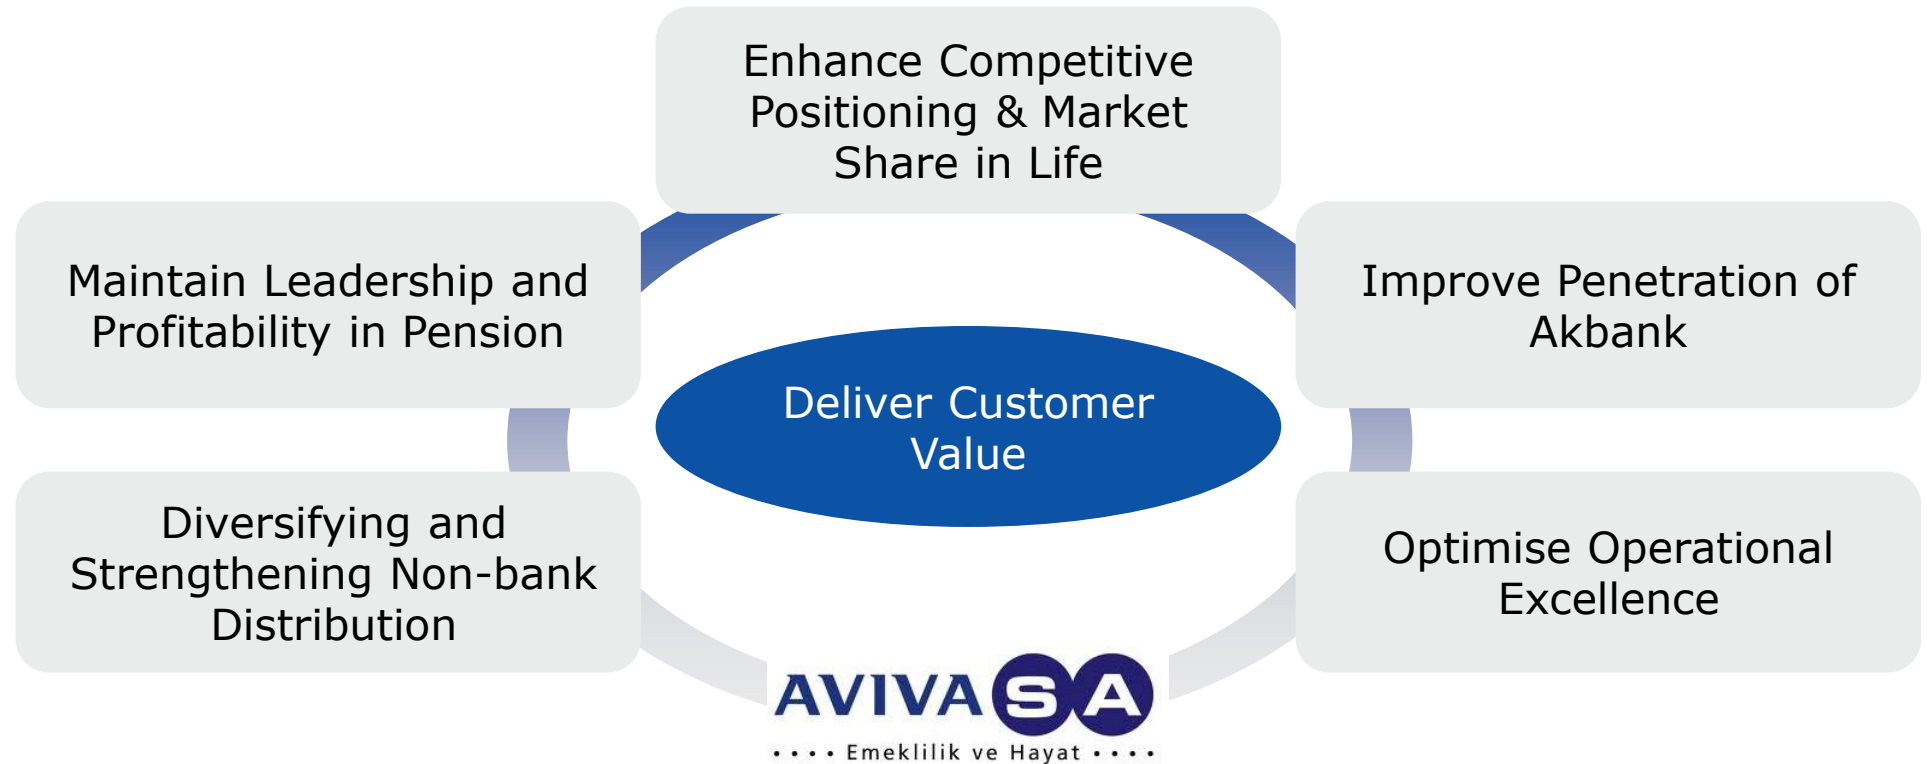 Enhance Competitive
Positioning & Market
Share in Life
Maintain Leadership and
Profitability in Pension
Improve Penetration of
Akbank
Deliver Customer
Value
Diversifying and
Strengthening Non-bank
Distribution
Optimise Operational
Excellence
AVIVASA
···· Emeklilik ve Hayat ····